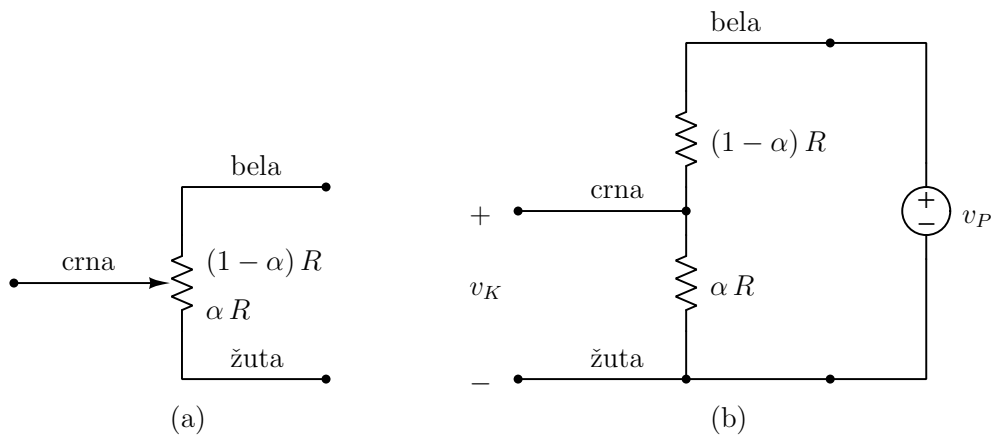 bela
crna
(1 − α) R
α R
žuta
(a)
bela
(1 − α) R
crna
+
v_K
α R
−
žuta
+
−
v_P
(b)